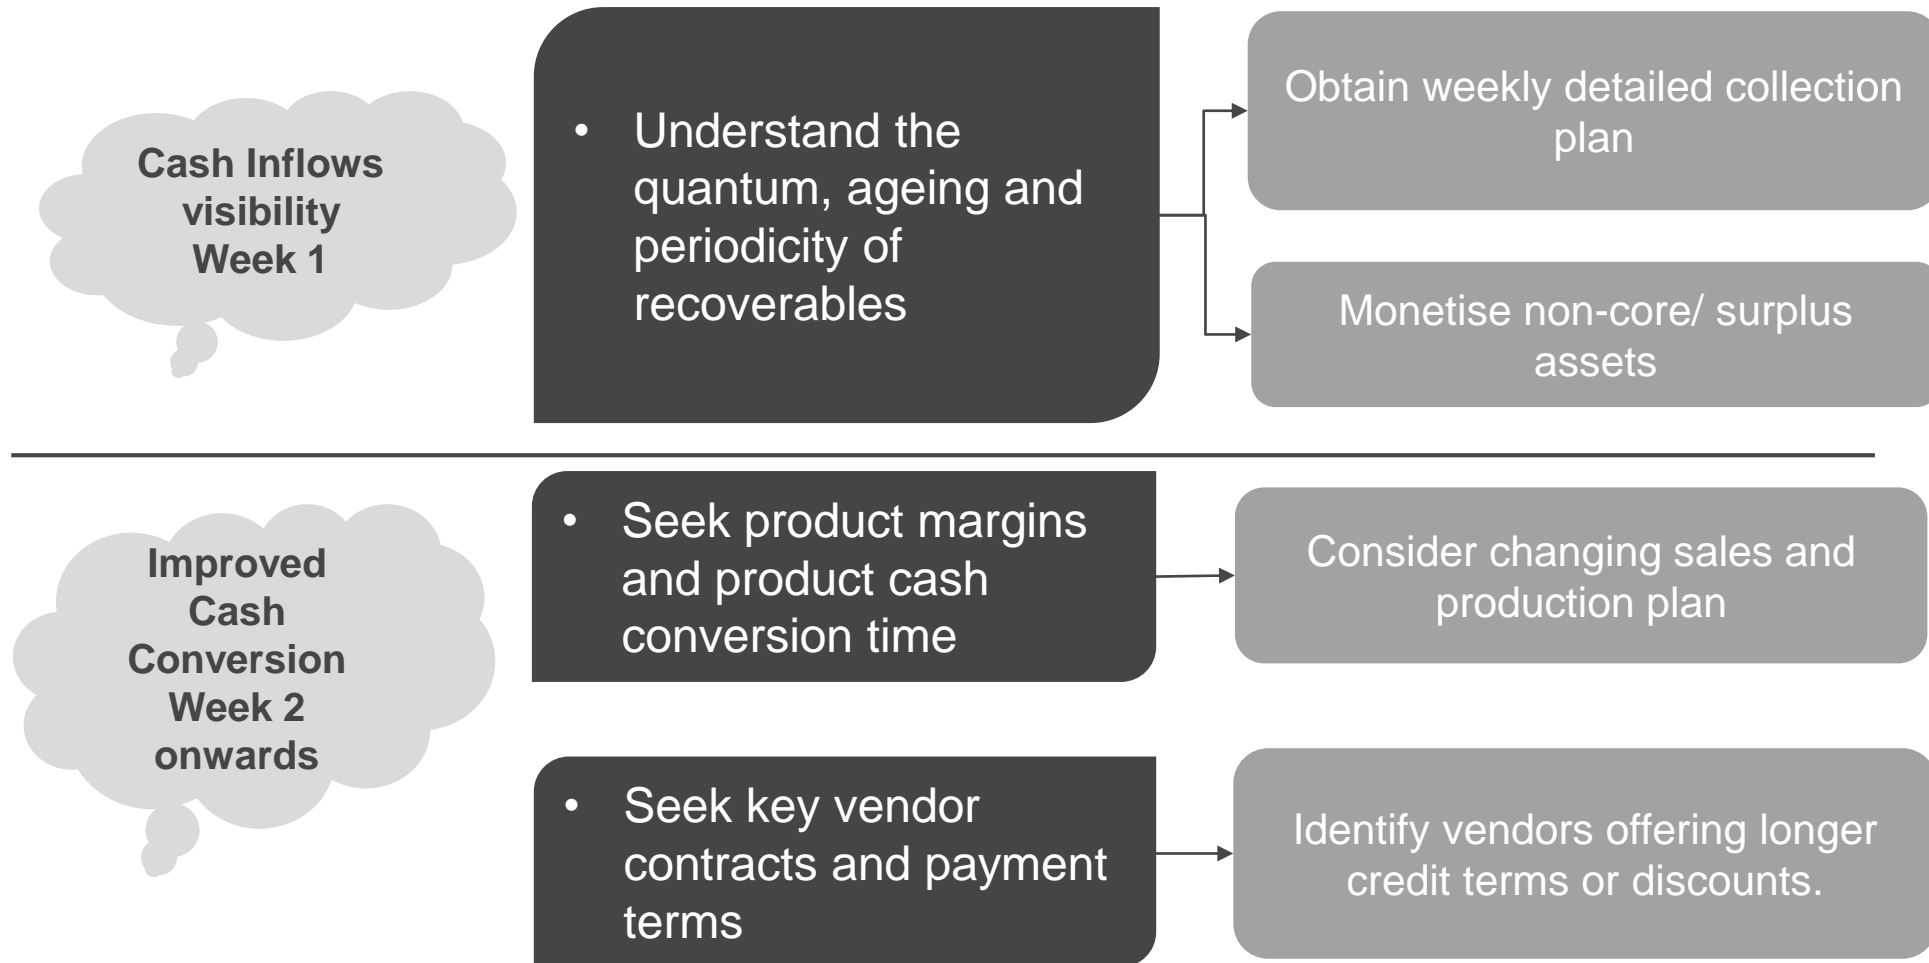 Cash Inflows
visibility
Week 1
• Understand the
quantum, ageing and
periodicity of
recoverables
Obtain weekly detailed collection
plan
Monetise non-core/ surplus
assets
Improved
Cash
Conversion
Week 2
onwards
• Seek product margins
and product cash
conversion time
Consider changing sales and
production plan
• Seek key vendor
contracts and payment
terms
Identify vendors offering longer
credit terms or discounts.